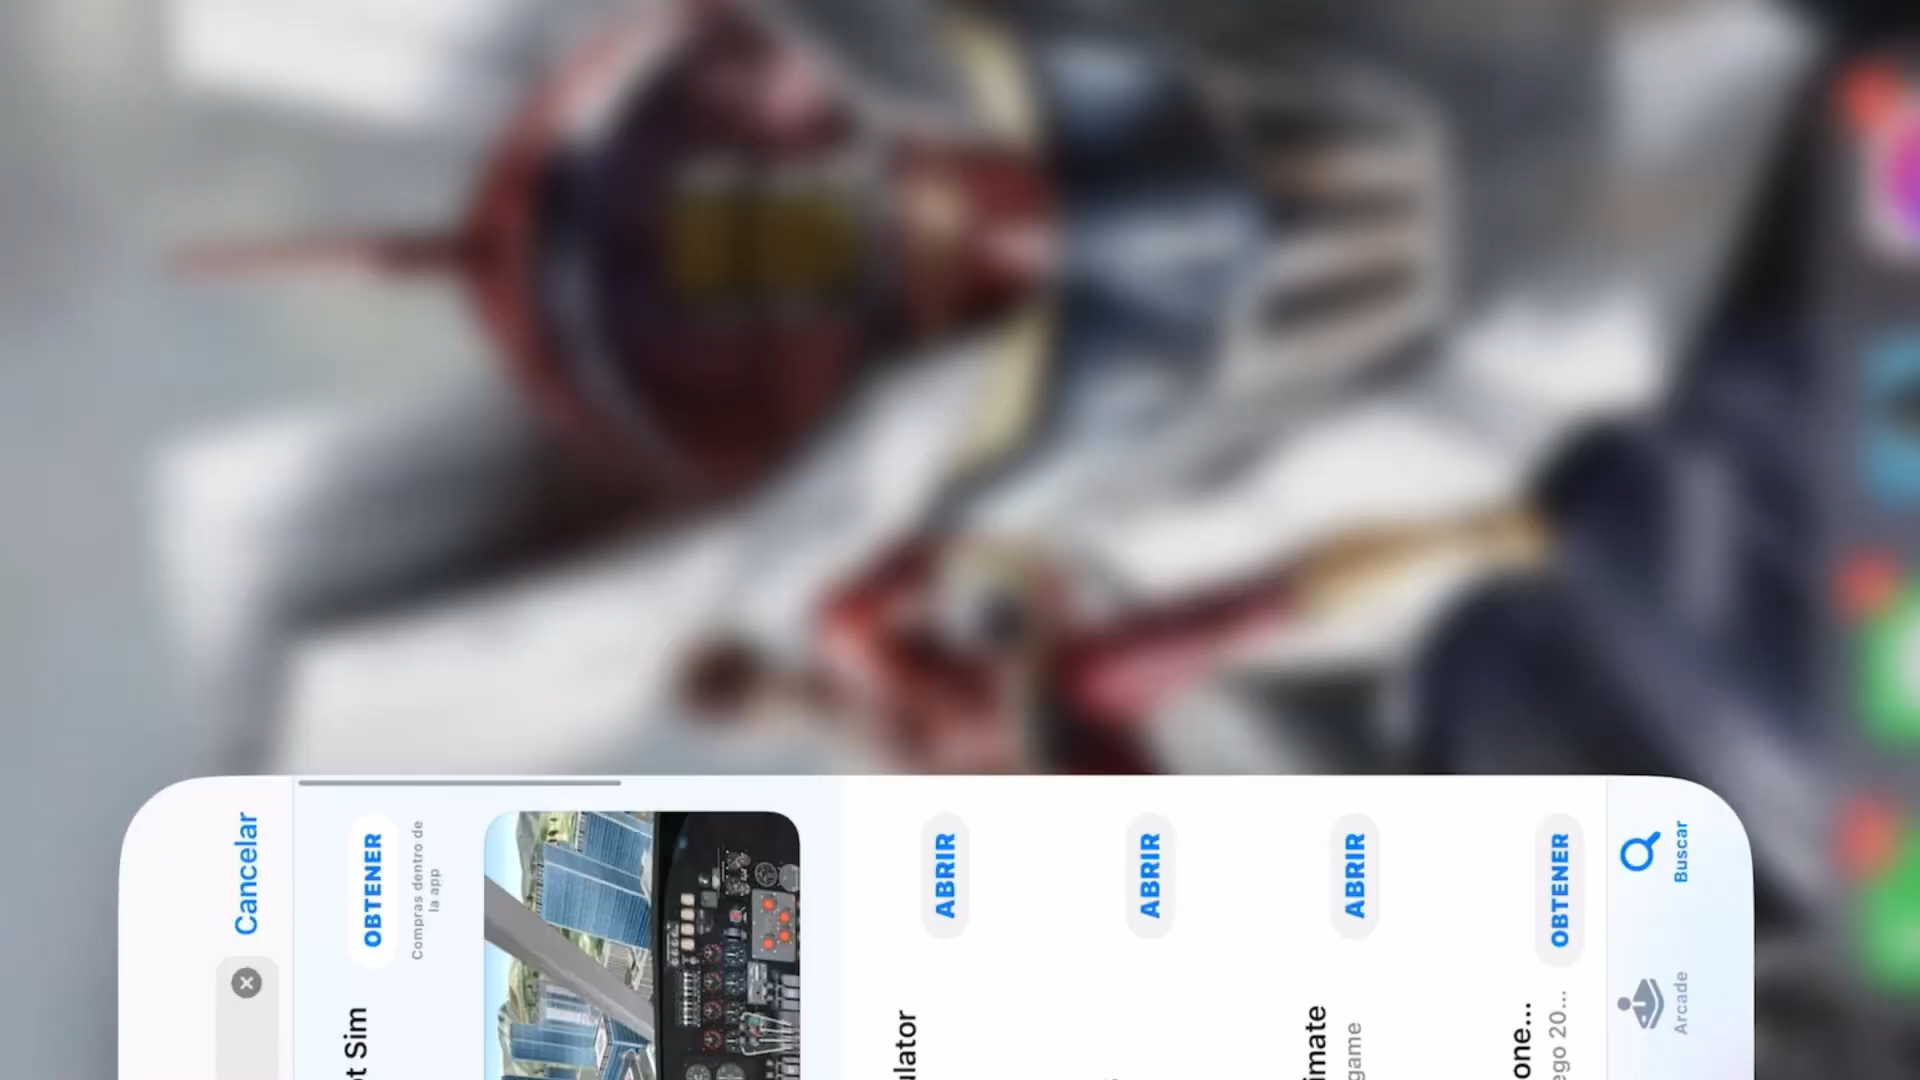 Cancelar
ot Sim
OBTENER
Compras dentro de
la app
ulator
ABRIR
ABRIR
imate
game
ABRIR
one...
ego 20...
OBTENER
Arcade
Buscar